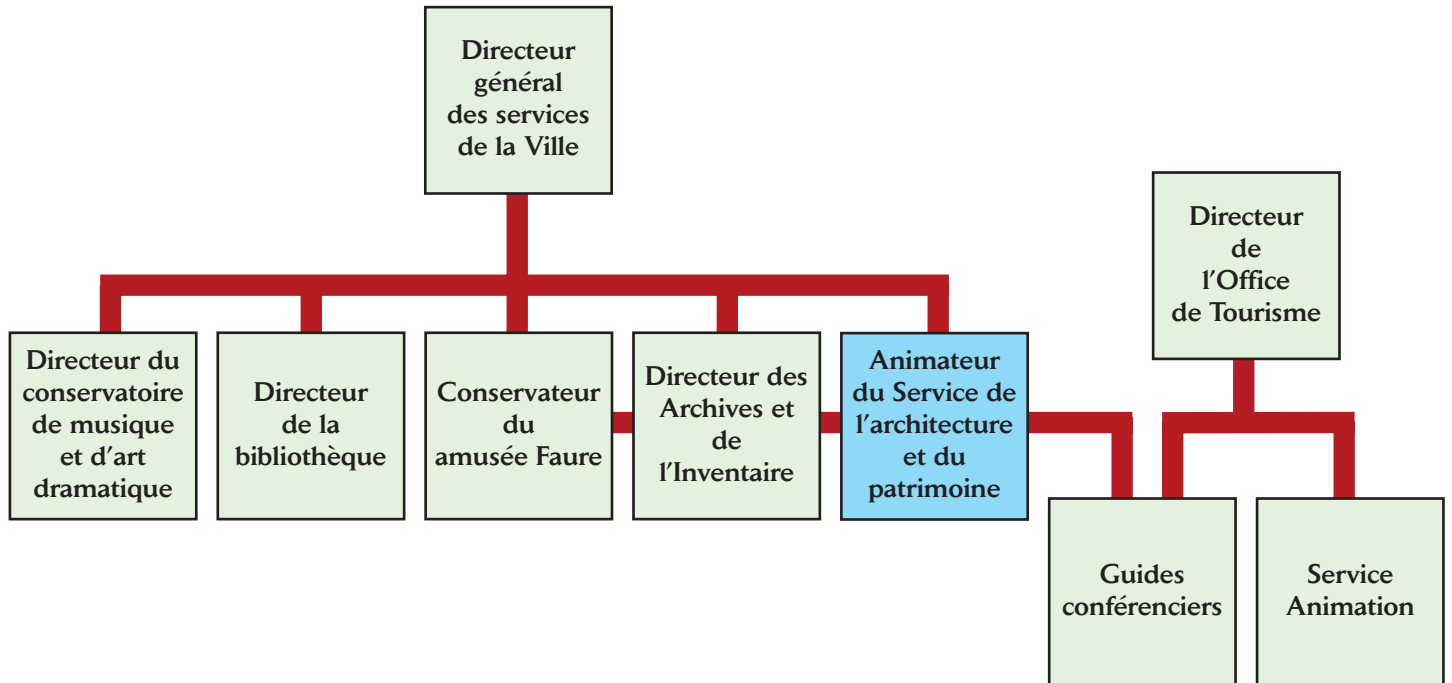 Directeur
général
des services
de la Ville
Directeur
de
l'Office
de Tourisme
Directeur du
conservatoire
de musique
et d'art
dramatique
Directeur
de la
bibliothèque
Conservateur
du
amusée Faure
Directeur des
Archives et
de
l'Inventaire
Animateur
du Service de
l'architecture
et du
patrimoine
Guides
conférenciers
Service
Animation